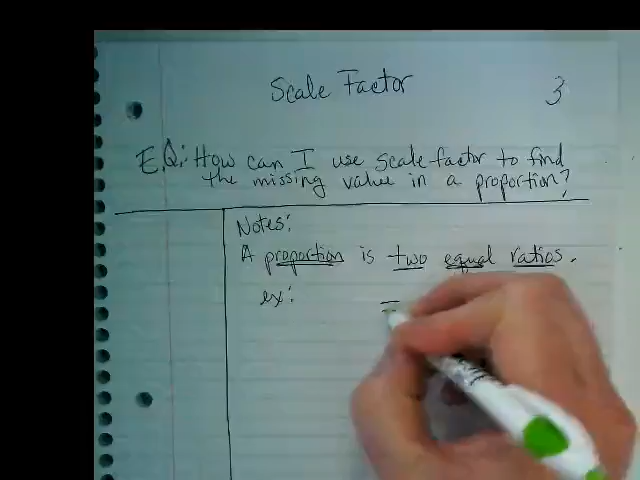 Scale Factor
3
E.Q: How can I use scale factor to find
the missing value in a proportion?
Notes:
A proportion is two equal ratios.
ex:
=